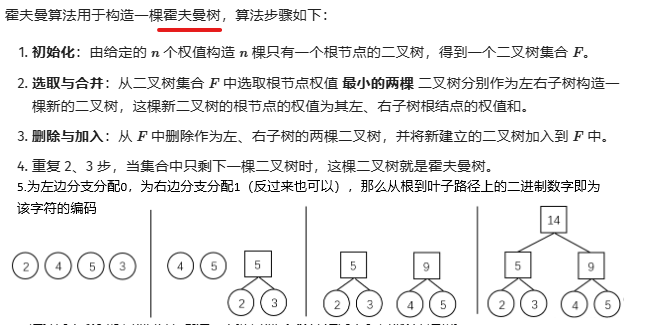 霍夫曼算法用于构造一棵霍夫曼树，算法步骤如下：
1. 初始化：由给定的 n 个权值构造 n 棵只有一个根节点的二叉树，得到一个二叉树集合 F。
2. 选取与合并：从二叉树集合 F 中选取根节点权值 最小的两棵 二叉树分别作为左右子树构造一
棵新的二叉树，这棵新二叉树的根节点的权值为其左、右子树根结点的权值和。
3. 删除与加入：从 F 中删除作为左、右子树的两棵二叉树，并将新建立的二叉树加入到 F 中。
4. 重复 2、3 步，当集合中只剩下一棵二叉树时，这棵二叉树就是霍夫曼树。
5.为左边分支分配0，为右边分支分配1（反过来也可以），那么从根到叶子路径上的二进制数字即为
该字符的编码
14
2 4 5 3 4 5 5 5 9 5 9
2 3 2 3 4 5 2 3 4 5